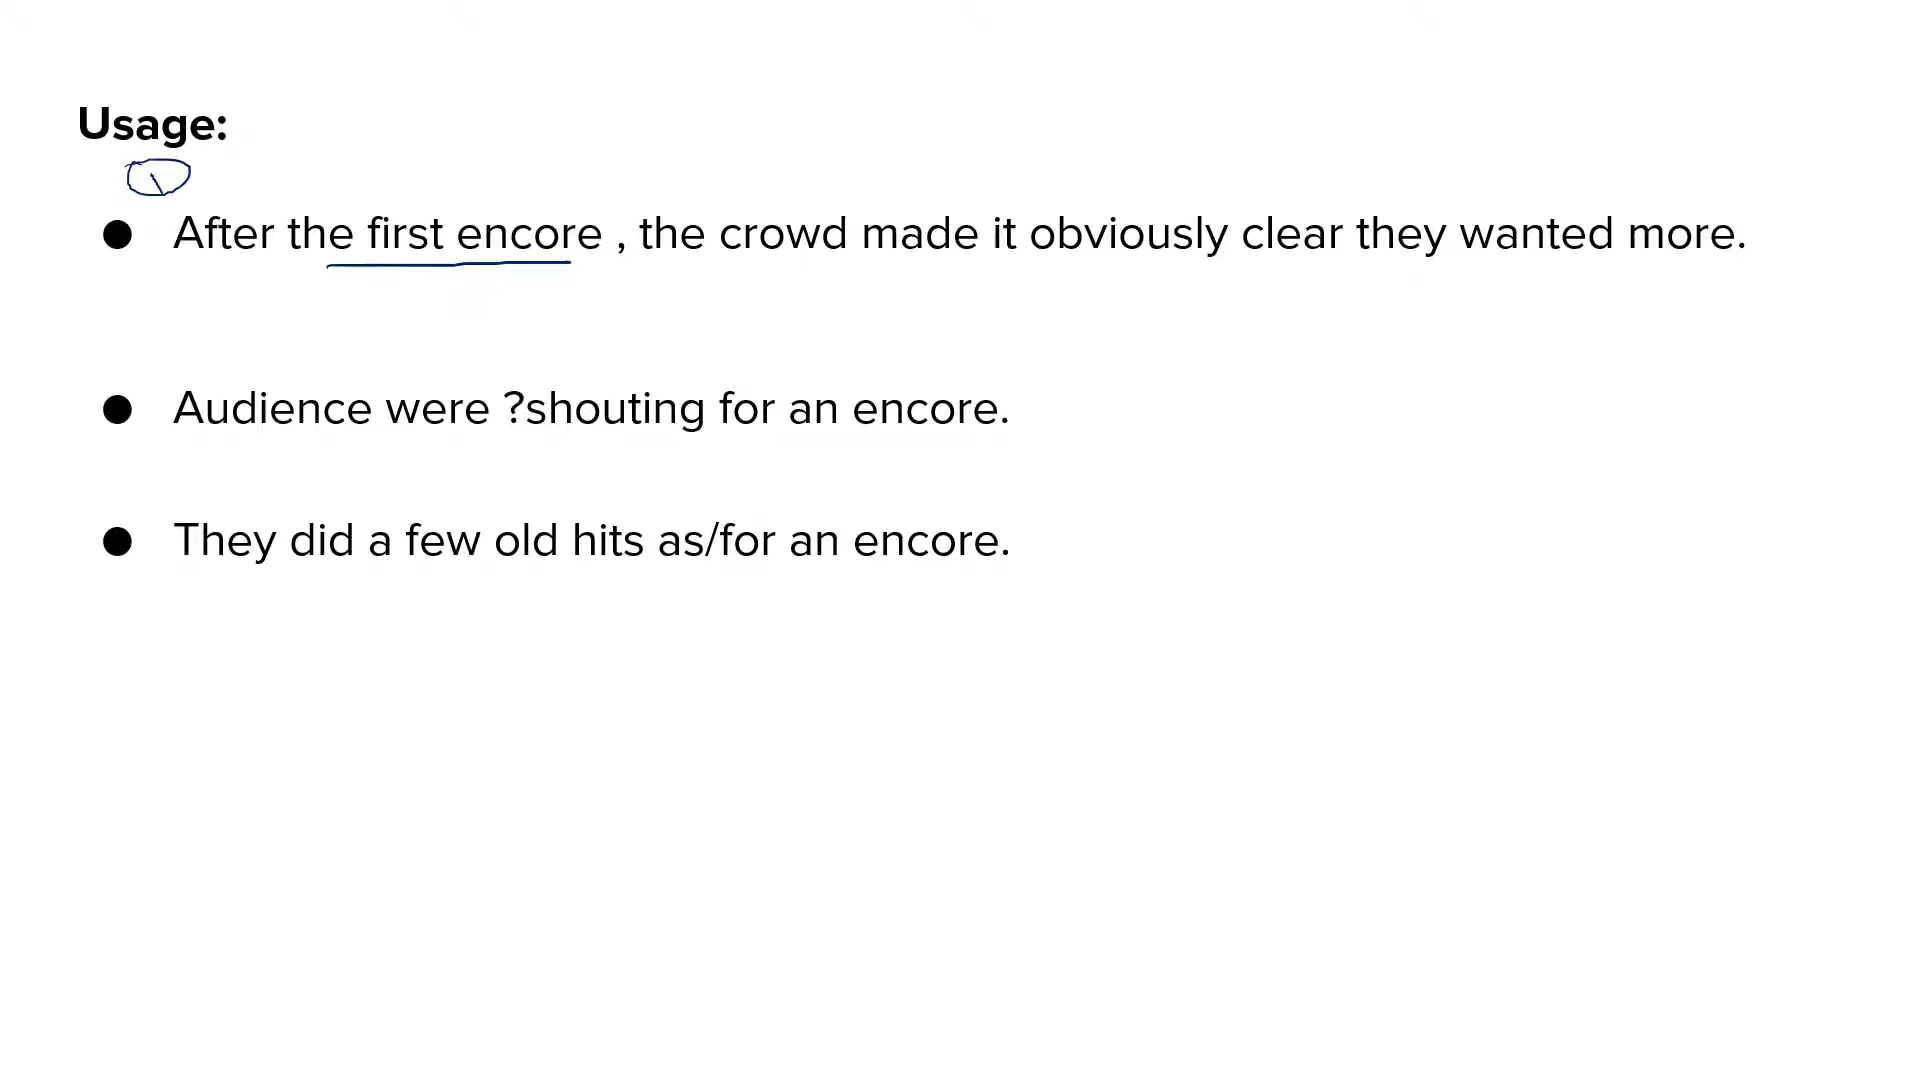 Usage:
● After the first encore , the crowd made it obviously clear they wanted more.
● Audience were ?shouting for an encore.
● They did a few old hits as/for an encore.